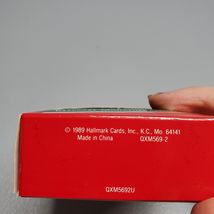 © 1989 Hallmark Cards, Inc., K.C., Mo. 64141
Made in China QXM569-2
QXM5692U